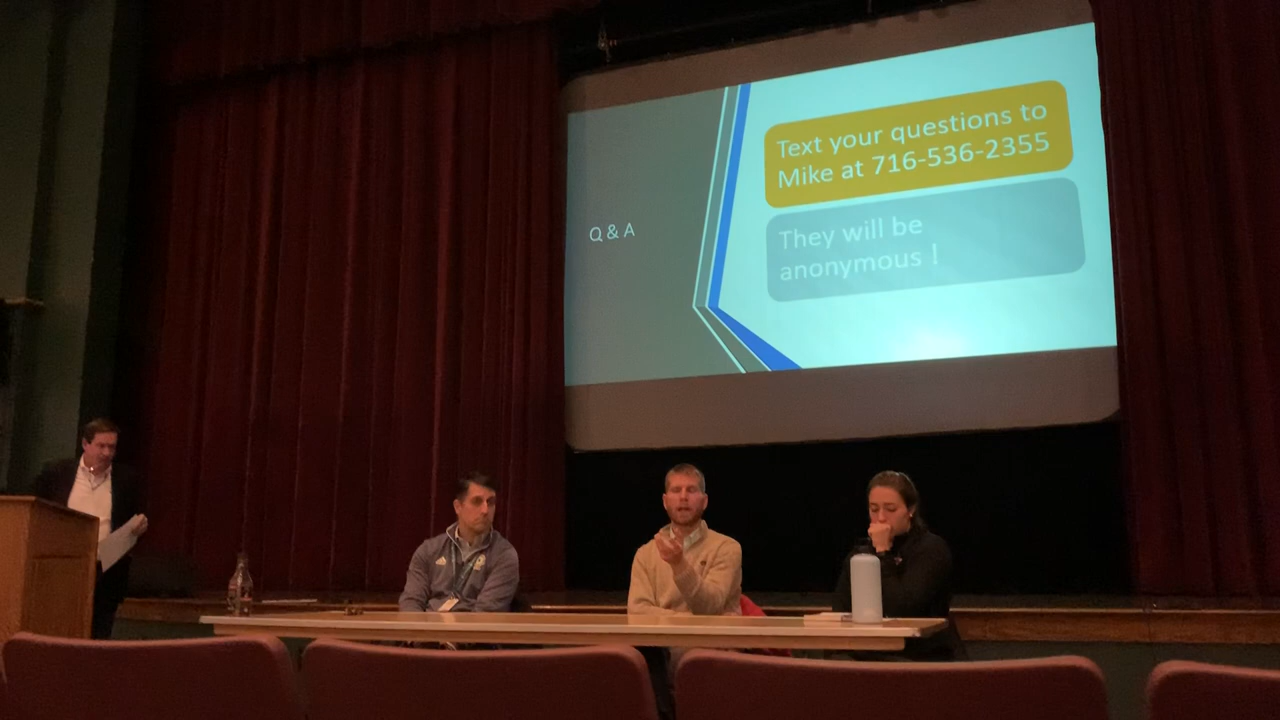 Q & A
Text your questions to
Mike at 716-536-2355
They will be
anonymous !